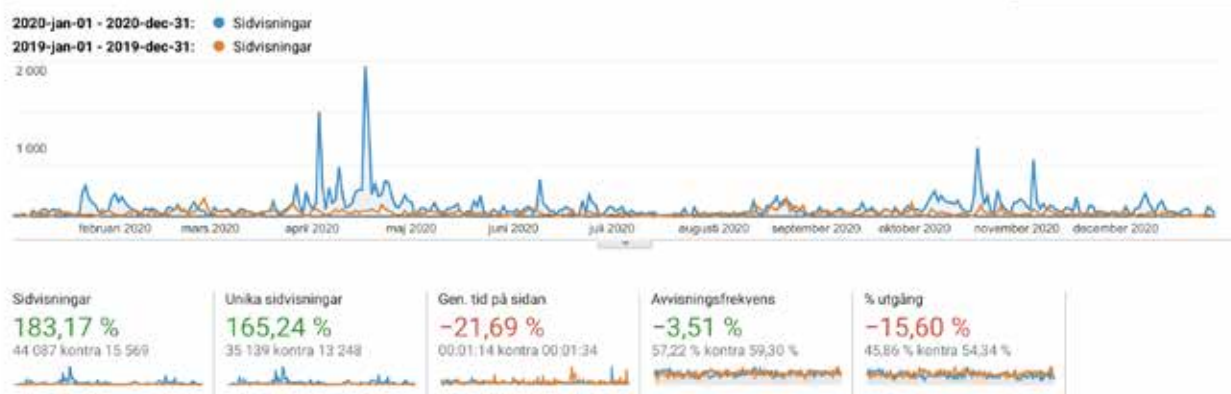 2020-jan-01 - 2020-dec-31: Sidvisningar
2019-jan-01 - 2019-dec-31: Sidvisningar
2 000
1 000
februari 2020 mars 2020 april 2020 maj 2020 juni 2020 juli 2020 augusti 2020 september 2020 oktober 2020 november 2020 december 2020
Sidvisningar
183,17 %
44 087 kontra 15 569
Unika sidvisningar
165,24 %
35 139 kontra 13 248
Gen. tid på sidan
−21,69 %
00:01:14 kontra 00:01:34
Avvisningsfrekvens
−3,51 %
57,22 % kontra 59,30 %
% utgång
−15,60 %
45,86 % kontra 54,34 %